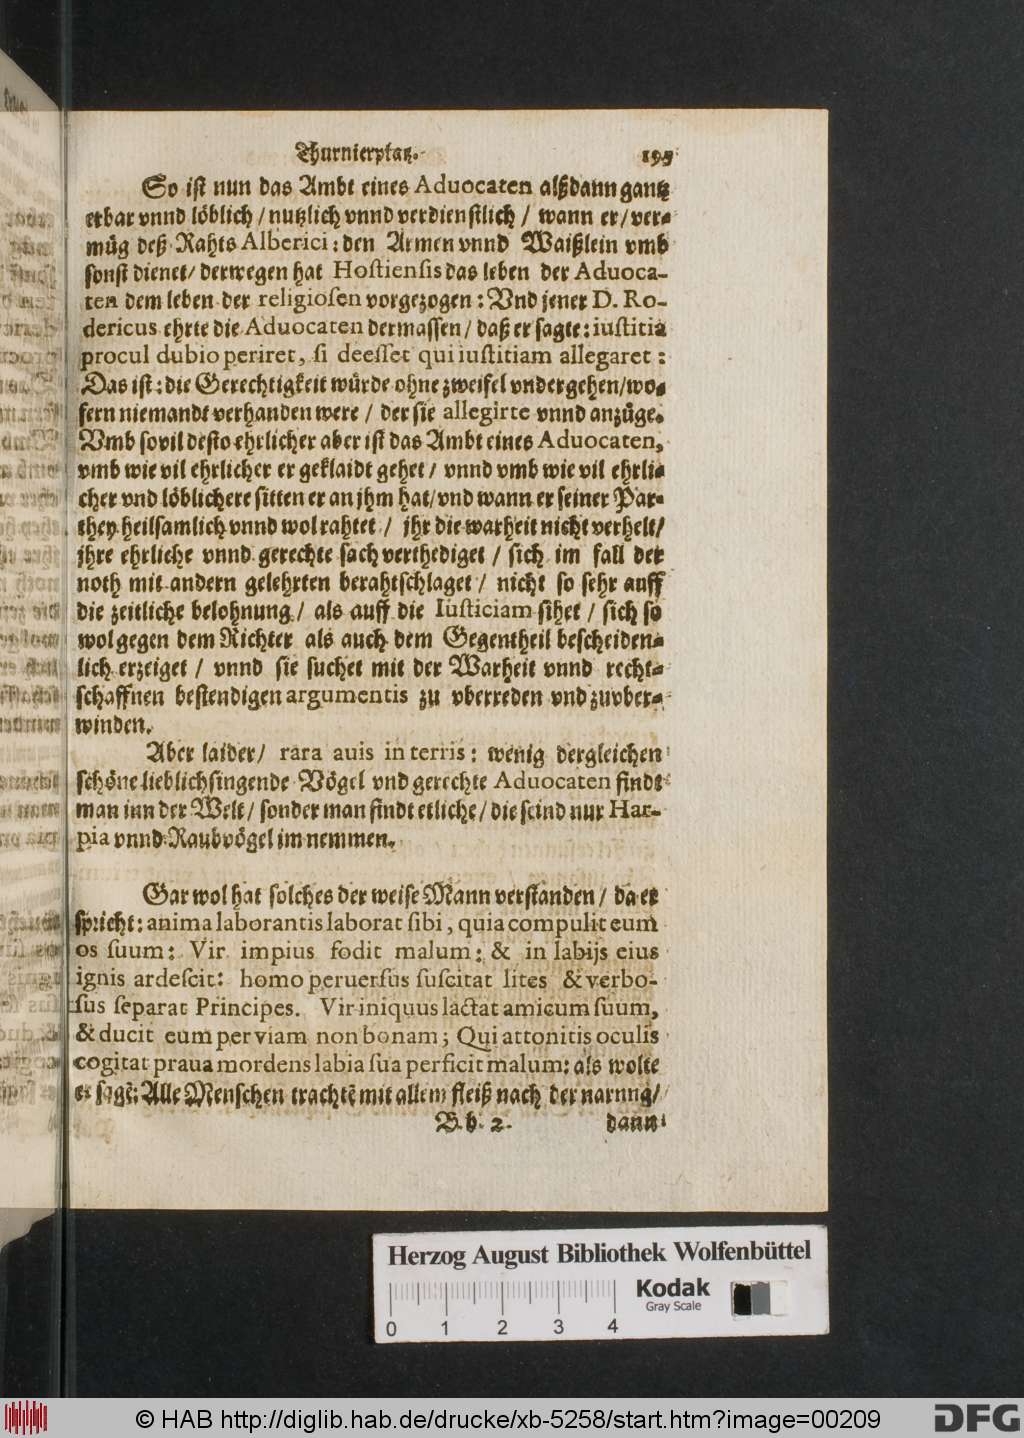 Thurnierplatz. 195
So ist nun das Ambt eines Aduocaten alßdann gantz
erbar vnnd löblich / nutzlich vnnd verdienstlich / wann er / ver-
müg deß Rahts Alberici: den Armen vnnd Waißlein vmb
sonst dienet / derwegen hat Hostiensis das leben der Aduoca-
ten dem leben der religiosen vorgezogen: Vnd jener D. Ro-
dericus ehrte die Aduocaten dermassen / daß er sagte: iustitia
procul dubio periret, si deesset qui iustitiam allegaret:
Das ist: die Gerechtigkeit würde ohne zweifel vndergehen / wo-
fern niemandt verhanden were / der sie allegirte vnnd anzüge.
Vmb sovil desto ehrlicher aber ist das Ambt eines Aduocaten,
vmb wie vil ehrlicher er geklaidt gehet / vnnd vmb wie vil ehrli-
cher vnd löblichere sitten er an jhm hat / vnd wann er seiner Par-
they heilsamlich vnnd wol rahtet / jhr die warheit nicht verhelt /
jhre ehrliche vnnd gerechte sach verthediget / sich im fall der
noth mit andern gelehrten berahtschlaget / nicht so sehr auff
die zeitliche belohnung / als auff die Iusticiam sihet / sich so
wol gegen dem Richter als auch dem Gegentheil bescheiden-
lich erzeiget / vnnd sie suchet mit der Warheit vnnd recht-
schaffnen bestendigen argumentis zu vberreden vnd zuvber-
winden.
Aber laider / rara auis in terris: wenig dergleichen
schöne lieblichsingende Vögel vnd gerechte Aduocaten findt
man inn der Welt / sonder man findt etliche / die seind nur Har-
pia vnnd Raubvögel im nemmen.
Gar wol hat solches der weise Mann verstanden / da er
spricht: anima laborantis laborat sibi, quia compulit eum
os suum: Vir impius fodit malum: & in labijs eius
ignis ardescit: homo peruersus suscitat lites & verbo-
sus separat Principes. Vir iniquus lactat amicum suum,
& ducit eum per viam non bonam; Qui attonitis oculis
cogitat praua mordens labia sua perficit malum: als wolte
er sagē: Alle Menschen trachtē mit allem fleiß nach der narung /
B b 2 dann
Herzog August Bibliothek Wolfenbüttel
Kodak
Gray Scale
0 1 2 3 4
© HAB http://diglib.hab.de/drucke/xb-5258/start.htm?image=00209
DFG